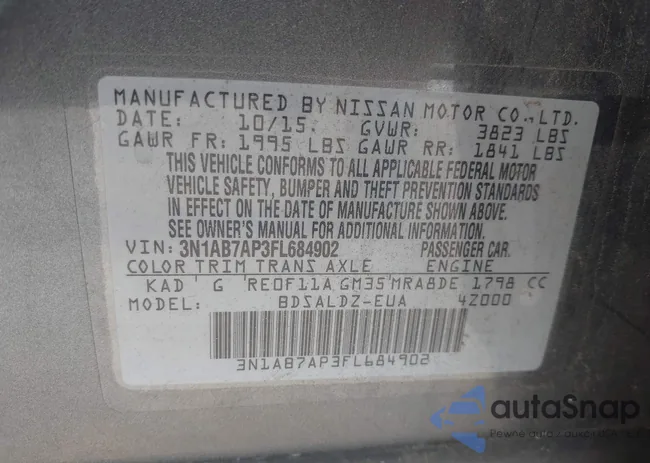 MANUFACTURED BY NISSAN MOTOR CO., LTD.
DATE: 10/15. GVWR: 3823 LBS
GAWR FR: 1995 LBS GAWR RR: 1841 LBS
THIS VEHICLE CONFORMS TO ALL APPLICABLE FEDERAL MOTOR
VEHICLE SAFETY, BUMPER AND THEFT PREVENTION STANDARDS
IN EFFECT ON THE DATE OF MANUFACTURE SHOWN ABOVE.
SEE OWNER'S MANUAL FOR ADDITIONAL INFORMATION.
VIN: 3N1AB7AP3FL684902 PASSENGER CAR.
COLOR TRIM TRANS AXLE ENGINE
KAD G RE0F11A GM35 MRA8DE 1798 CC
MODEL: BDSALDZ-EUA 4Z000
3N1AB7AP3FL684902
autoSnap
Pewne auto